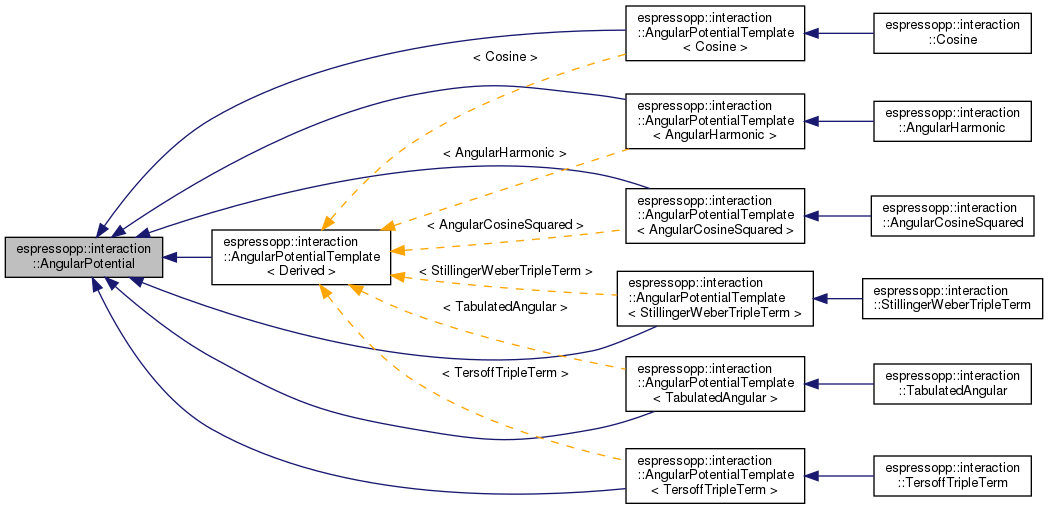 espressopp::interaction
::AngularPotentialTemplate
< Cosine >
espressopp::interaction
::Cosine
< Cosine >
espressopp::interaction
::AngularPotentialTemplate
< AngularHarmonic >
espressopp::interaction
::AngularHarmonic
< AngularHarmonic >
espressopp::interaction
::AngularPotentialTemplate
< AngularCosineSquared >
espressopp::interaction
::AngularCosineSquared
< AngularCosineSquared >
espressopp::interaction
::AngularPotential
espressopp::interaction
::AngularPotentialTemplate
< Derived >
< StillingerWeberTripleTerm >
espressopp::interaction
::AngularPotentialTemplate
< StillingerWeberTripleTerm >
espressopp::interaction
::StillingerWeberTripleTerm
< TabulatedAngular >
espressopp::interaction
::AngularPotentialTemplate
< TabulatedAngular >
espressopp::interaction
::TabulatedAngular
< TersoffTripleTerm >
espressopp::interaction
::AngularPotentialTemplate
< TersoffTripleTerm >
espressopp::interaction
::TersoffTripleTerm